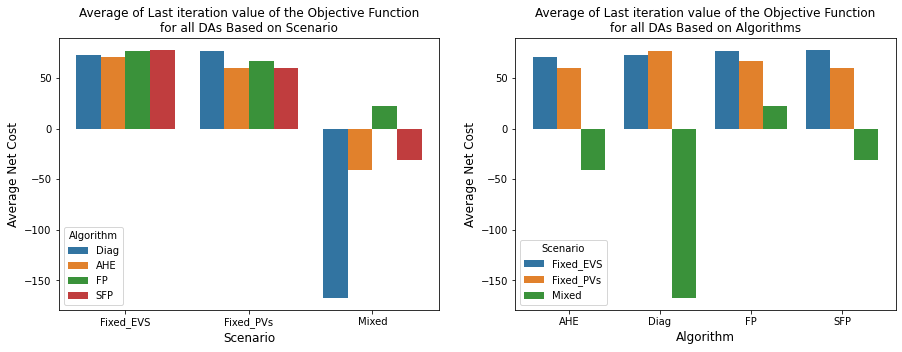 Average of Last iteration value of the Objective Function
for all DAs Based on Scenario
Average Net Cost
50
0
−50
−100
−150
Algorithm
Diag
AHE
FP
SFP
Fixed_EVS
Fixed_PVs
Mixed
Scenario
Average of Last iteration value of the Objective Function
for all DAs Based on Algorithms
Average Net Cost
50
0
−50
−100
−150
Scenario
Fixed_EVS
Fixed_PVs
Mixed
AHE
Diag
FP
SFP
Algorithm